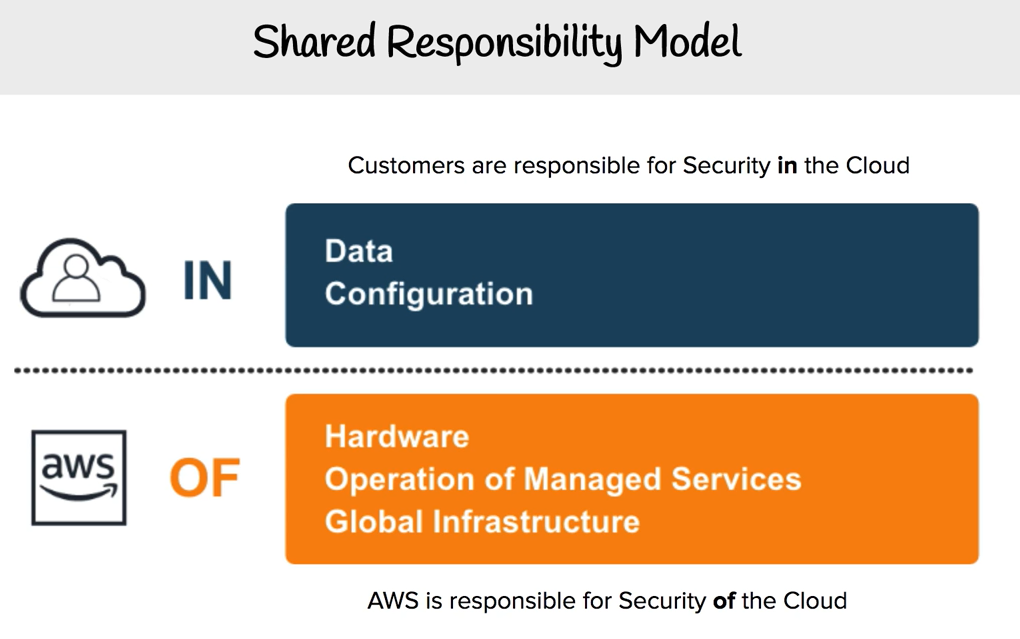 Shared Responsibility Model
Customers are responsible for Security in the Cloud
IN
Data
Configuration
aws
OF
Hardware
Operation of Managed Services
Global Infrastructure
AWS is responsible for Security of the Cloud